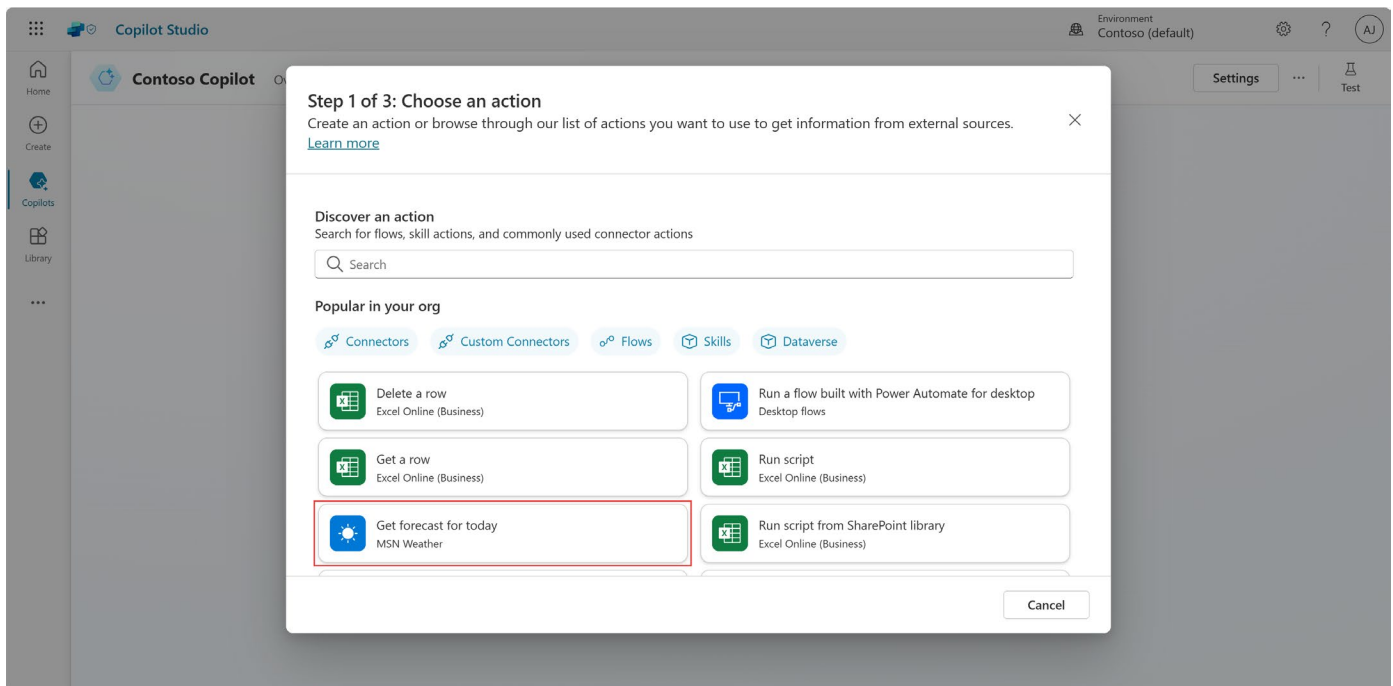 Copilot Studio
Environment
Contoso (default)
AJ
Home
Create
Copilots
Library
Contoso Copilot
Settings
Test
Step 1 of 3: Choose an action
Create an action or browse through our list of actions you want to use to get information from external sources.
Learn more
Discover an action
Search for flows, skill actions, and commonly used connector actions
Search
Popular in your org
Connectors
Custom Connectors
Flows
Skills
Dataverse
Delete a row
Excel Online (Business)
Run a flow built with Power Automate for desktop
Desktop flows
Get a row
Excel Online (Business)
Run script
Excel Online (Business)
Get forecast for today
MSN Weather
Run script from SharePoint library
Excel Online (Business)
Cancel